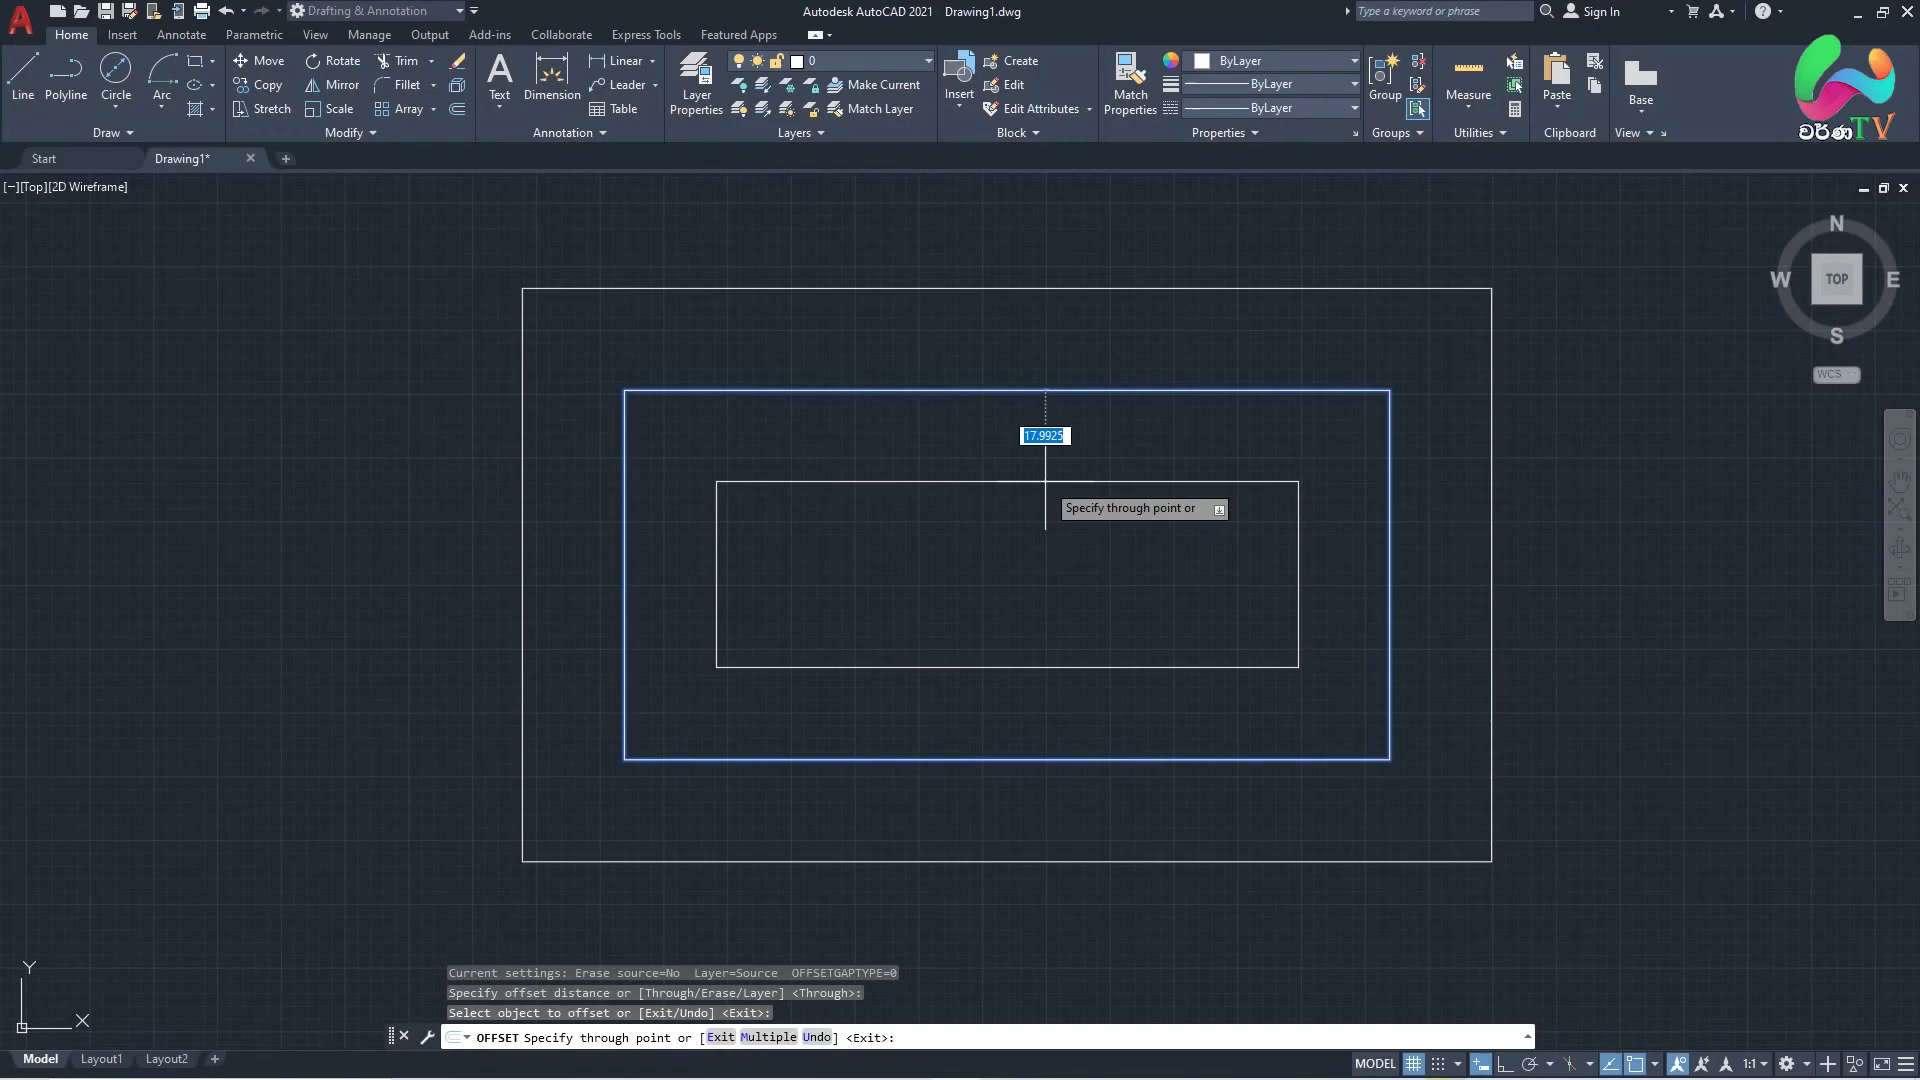 Drafting & Annotation
Autodesk AutoCAD 2021 Drawing1.dwg
Type a keyword or phrase
Sign In
Home Insert Annotate Parametric View Manage Output Add-ins Collaborate Express Tools Featured Apps
Line Polyline Circle Arc
Move Rotate Trim
Copy Mirror Fillet
Stretch Scale Array
Text Dimension
Linear
Leader
Table
Layer Properties
0
Make Current
Match Layer
Insert
Create
Edit
Edit Attributes
Match Properties
ByLayer
ByLayer
ByLayer
Group
Measure
Paste
Base
Draw Modify Annotation Layers Block Properties Groups Utilities Clipboard View
වර්ණ TV
Start Drawing1*
[−][Top][2D Wireframe]
N
W TOP E
S
WCS
17.9925
Specify through point or
Y
X
Current settings: Erase source=No Layer=Source OFFSETGAPTYPE=0
Specify offset distance or [Through/Erase/Layer] <Through>:
Select object to offset or [Exit/Undo] <Exit>:
OFFSET Specify through point or [Exit Multiple Undo] <Exit>:
Model Layout1 Layout2
MODEL 1:1